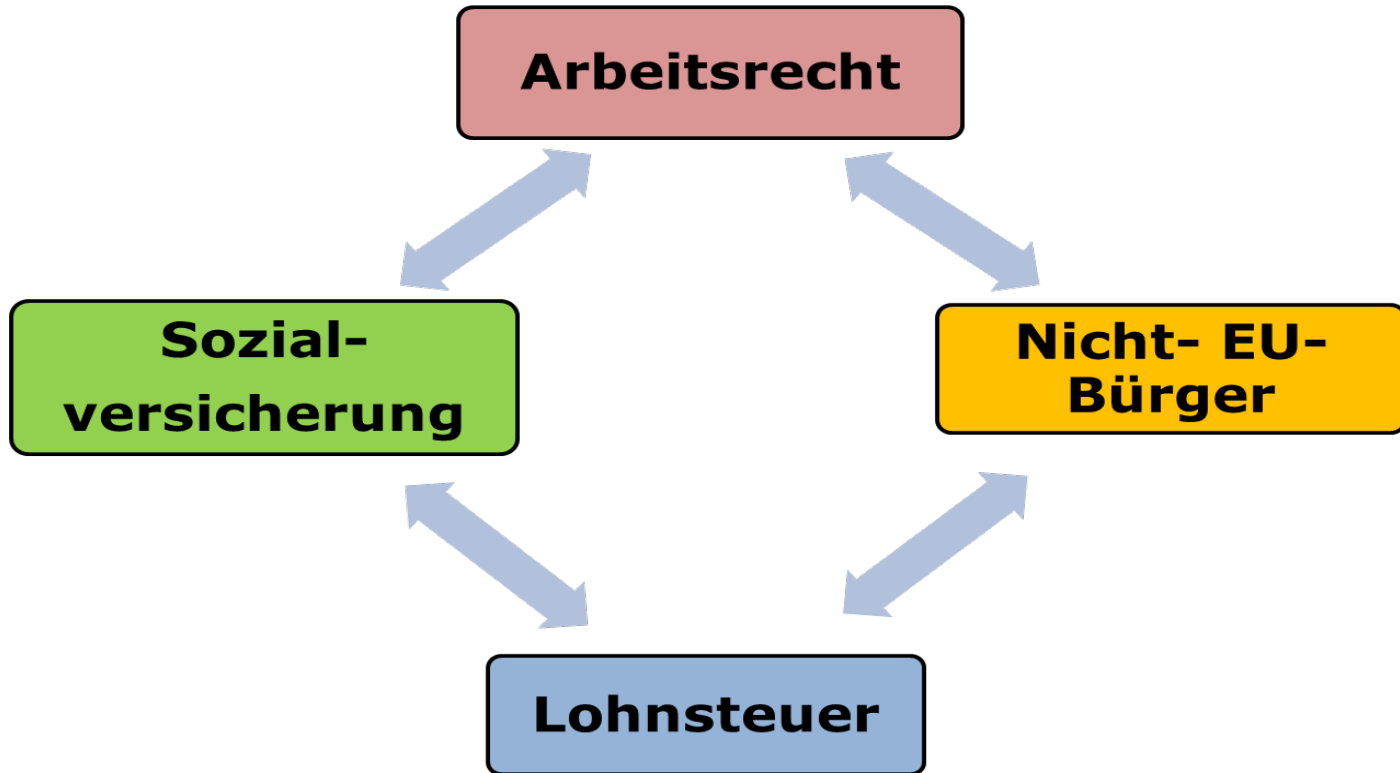 Arbeitsrecht
Sozial-
versicherung
Nicht- EU-
Bürger
Lohnsteuer